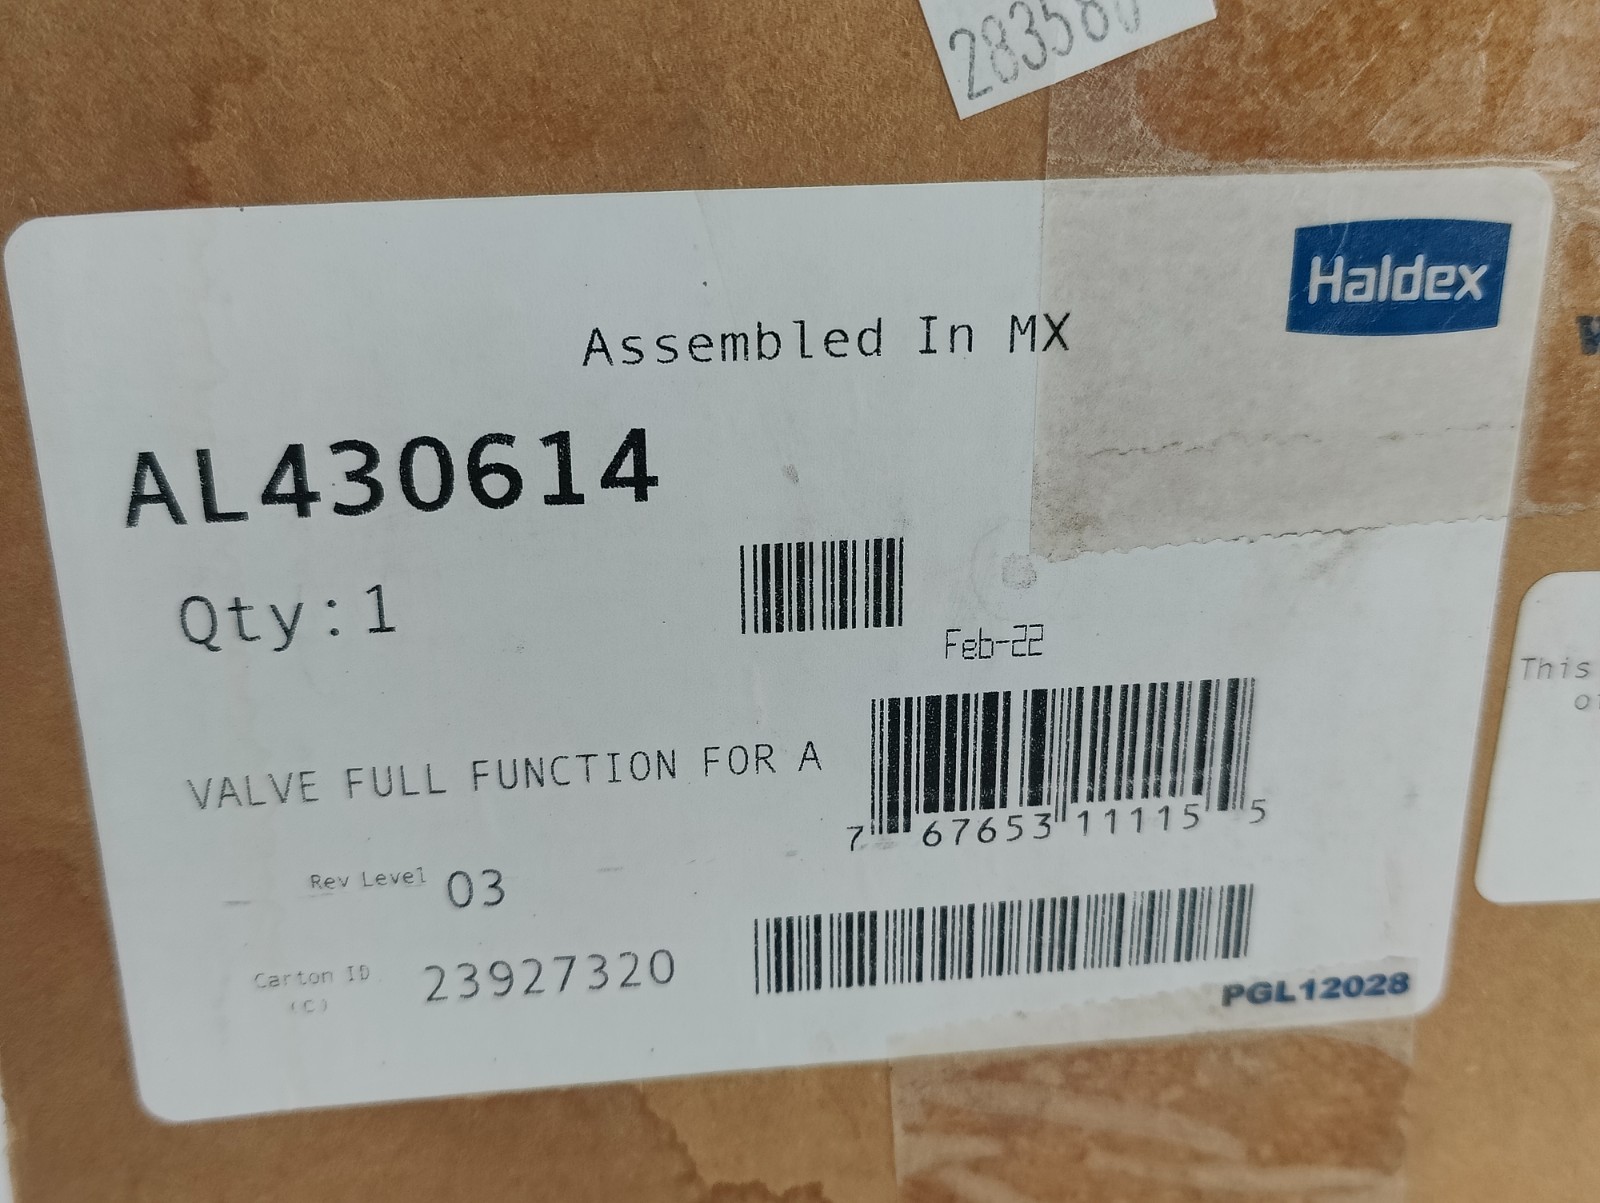 Haldex
Assembled In MX
AL430614
Qty:1
Feb-22
VALVE FULL FUNCTION FOR A
7 67653 11115 5
Rev Level 03
Carton ID 23927320
(C)
PGL12028
This